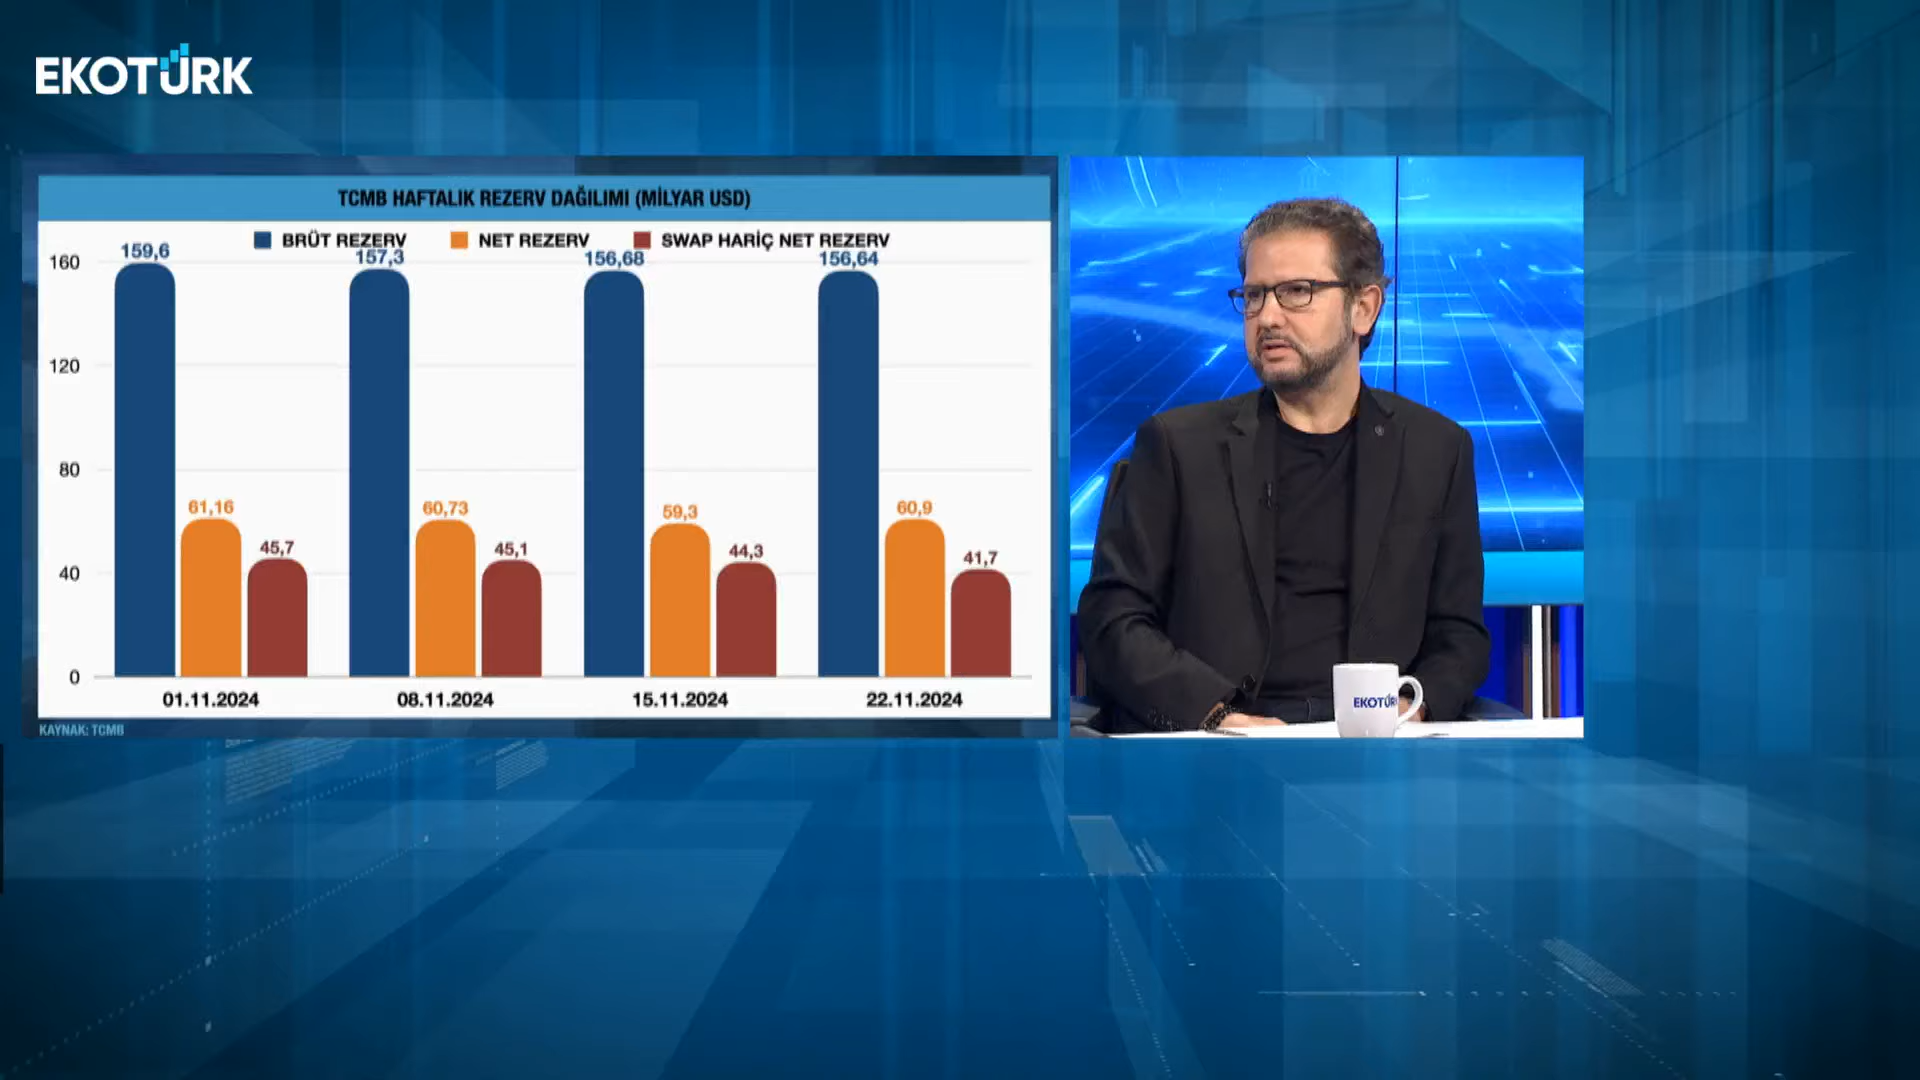 EKOTÜRK
TCMB HAFTALIK REZERV DAĞILIMI (MİLYAR USD)
BRÜT REZERV NET REZERV SWAP HARİÇ NET REZERV
160
120
80
40
0
159,6 157,3 156,68 156,64
61,16 60,73 59,3 60,9
45,7 45,1 44,3 41,7
01.11.2024 08.11.2024 15.11.2024 22.11.2024
KAYNAK: TCMB
EKOTÜRK